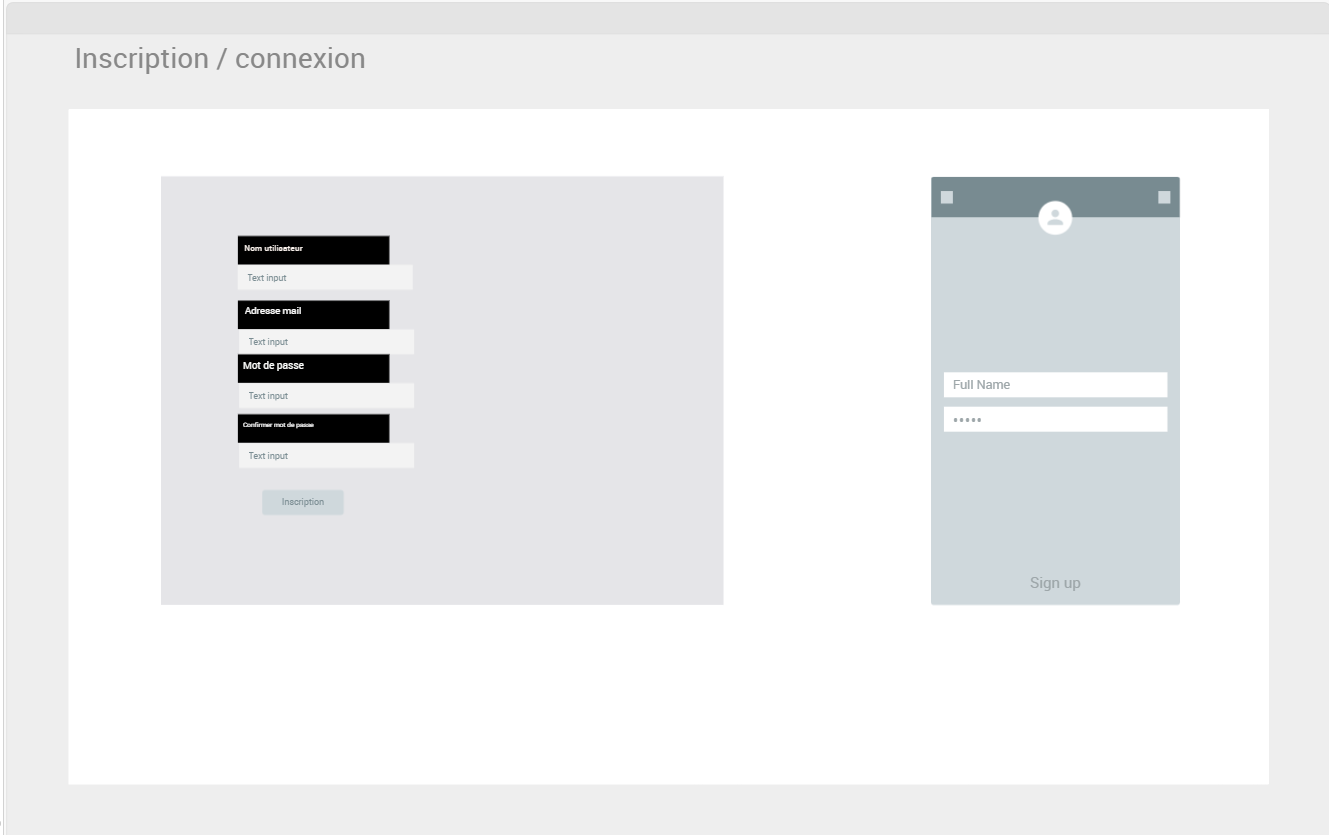 Inscription / connexion
Nom utilisateur
Text input
Adresse mail
Text input
Mot de passe
Text input
Confirmer mot de passe
Text input
Inscription
Full Name
•••••
Sign up